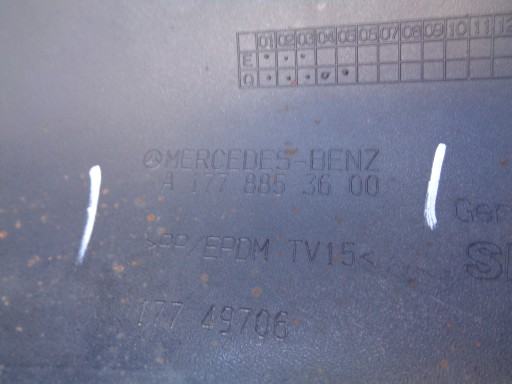 01 02 03 04 05 06 07 08 09 10 11 12
E
Q
MERCEDES-BENZ
A 177 885 36 00
Ger
>PP/EPDM TV15<
177 49706